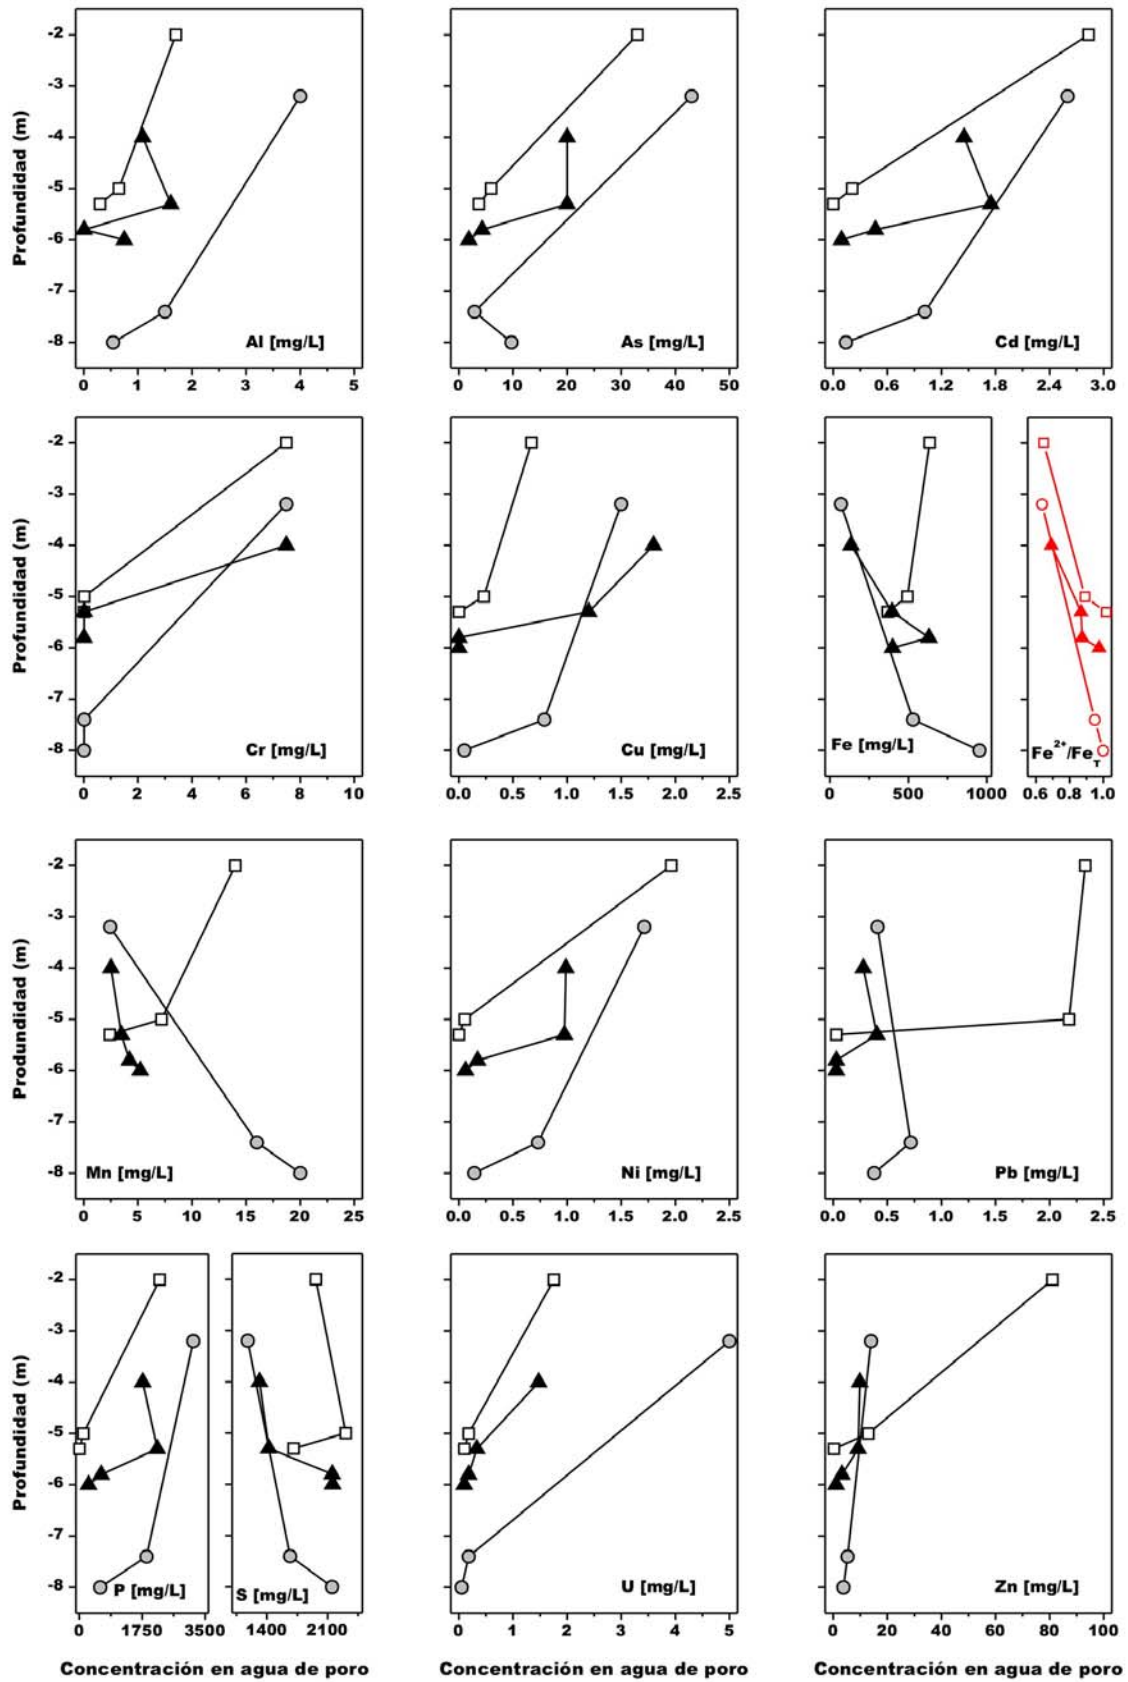 -2
-3
-4
-5
-6
-7
-8
Profundidad (m)
Al [mg/L]
0 1 2 3 4 5
As [mg/L]
0 10 20 30 40 50
Cd [mg/L]
0.0 0.6 1.2 1.8 2.4 3.0
-2
-3
-4
-5
-6
-7
-8
Profundidad (m)
Cr [mg/L]
0 2 4 6 8 10
Cu [mg/L]
0.0 0.5 1.0 1.5 2.0 2.5
Fe [mg/L]
0 500 1000
Fe2+/FeT
0.6 0.8 1.0
-2
-3
-4
-5
-6
-7
-8
Produndidad (m)
Mn [mg/L]
0 5 10 15 20 25
Ni [mg/L]
0.0 0.5 1.0 1.5 2.0 2.5
Pb [mg/L]
0.0 0.5 1.0 1.5 2.0 2.5
-2
-3
-4
-5
-6
-7
-8
Profundidad (m)
P [mg/L]
0 1750 3500
S [mg/L]
1400 2100
U [mg/L]
0 1 2 3 4 5
Zn [mg/L]
0 20 40 60 80 100
Concentración en agua de poro
Concentración en agua de poro
Concentración en agua de poro